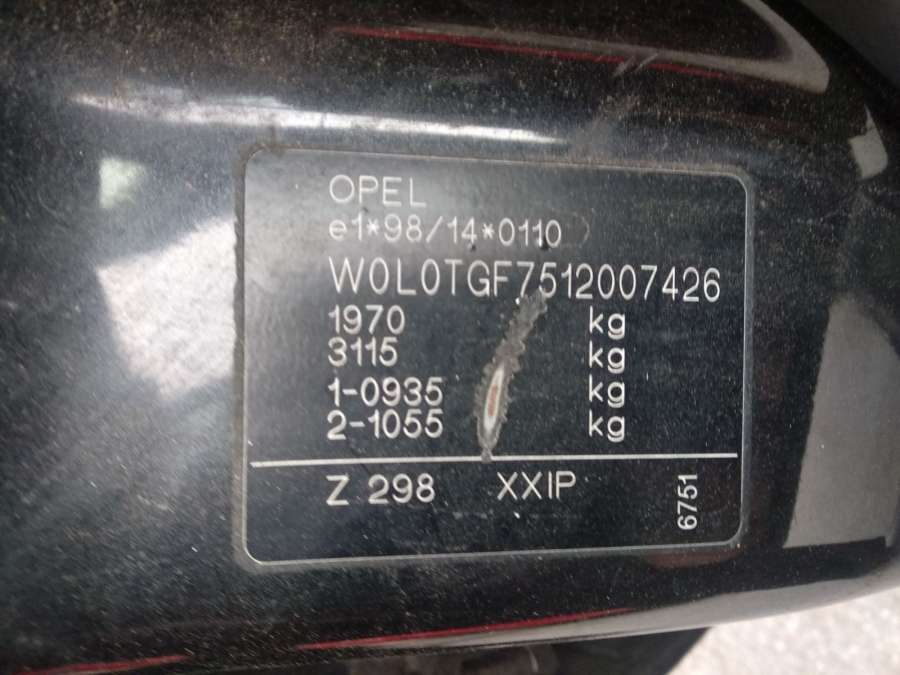 OPEL
e1*98/14*0110
W0L0TGF7512007426
1970 kg
3115 kg
1-0935 kg
2-1055 kg
Z 298 XXIP
6751